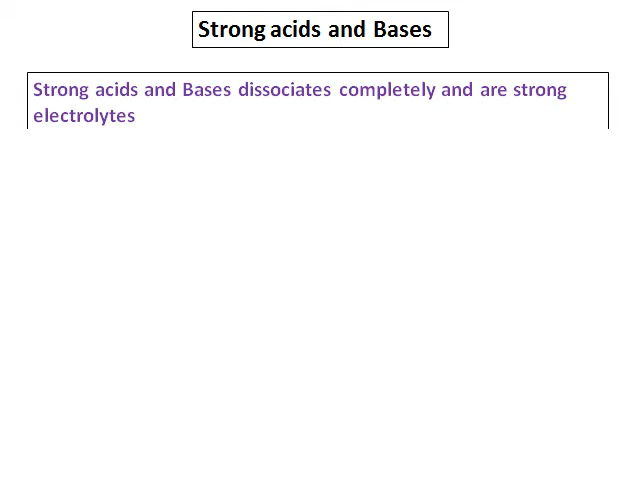 Strong acids and Bases
Strong acids and Bases dissociates completely and are strong
electrolytes